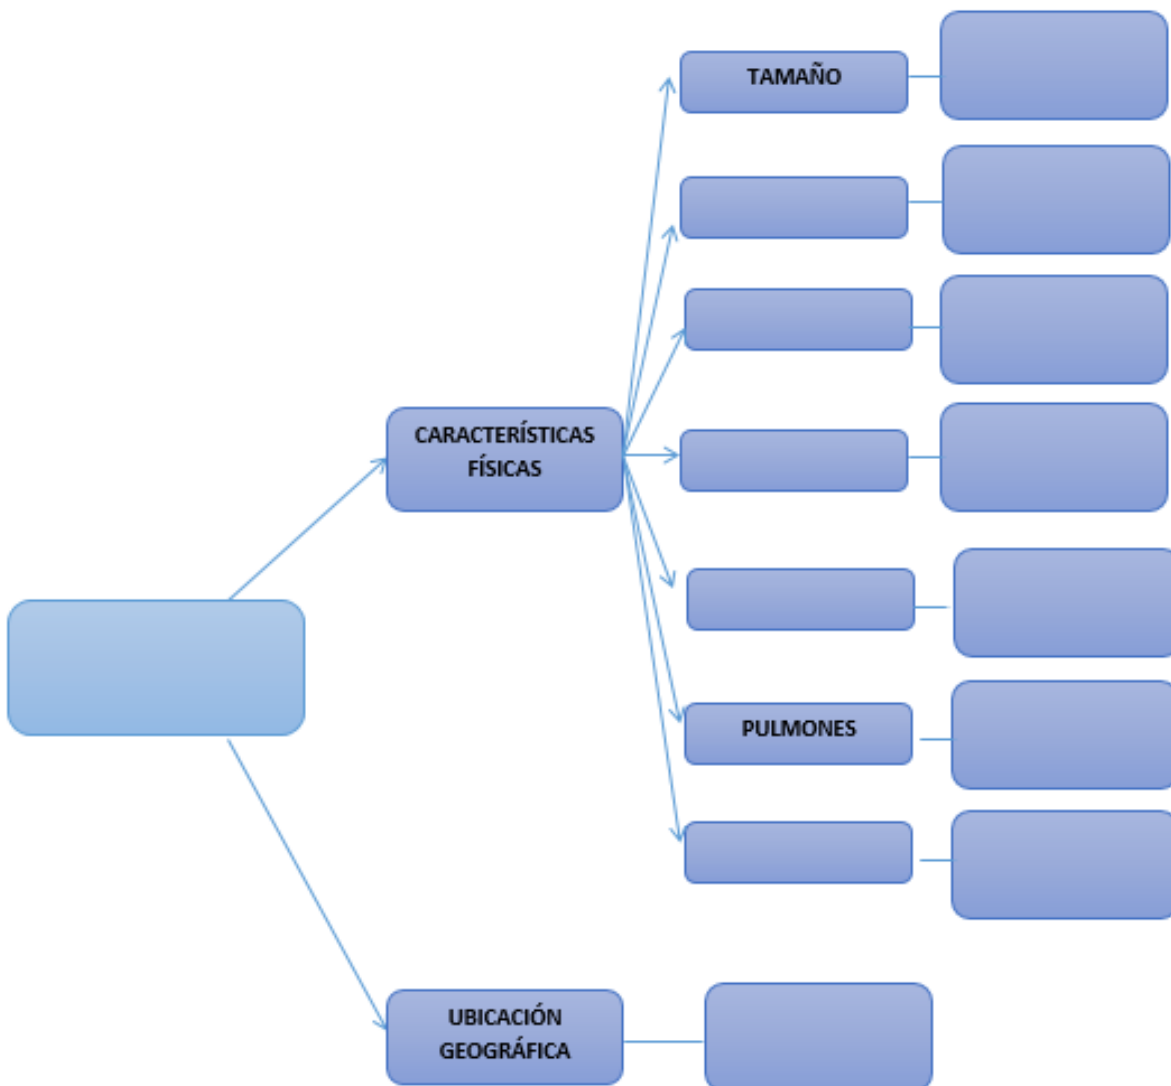 TAMAÑO
CARACTERÍSTICAS
FÍSICAS
PULMONES
UBICACIÓN
GEOGRÁFICA